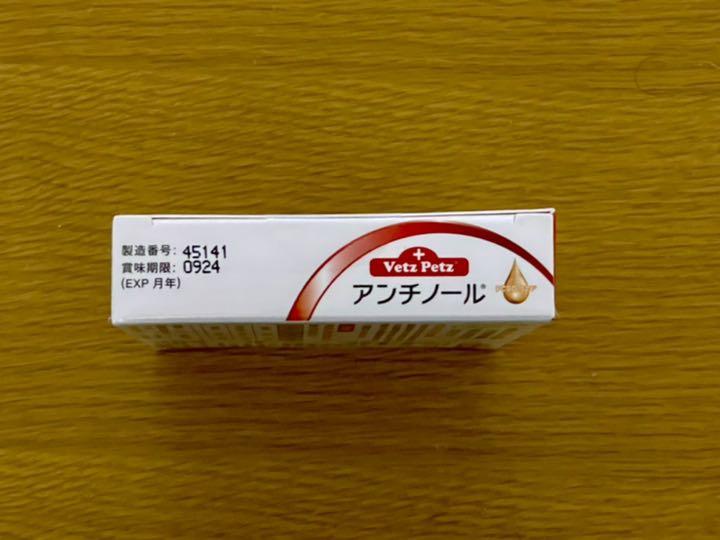 製造番号: 45141
賞味期限: 0924
(EXP 月年)
Vetz Petz
アンチノール®